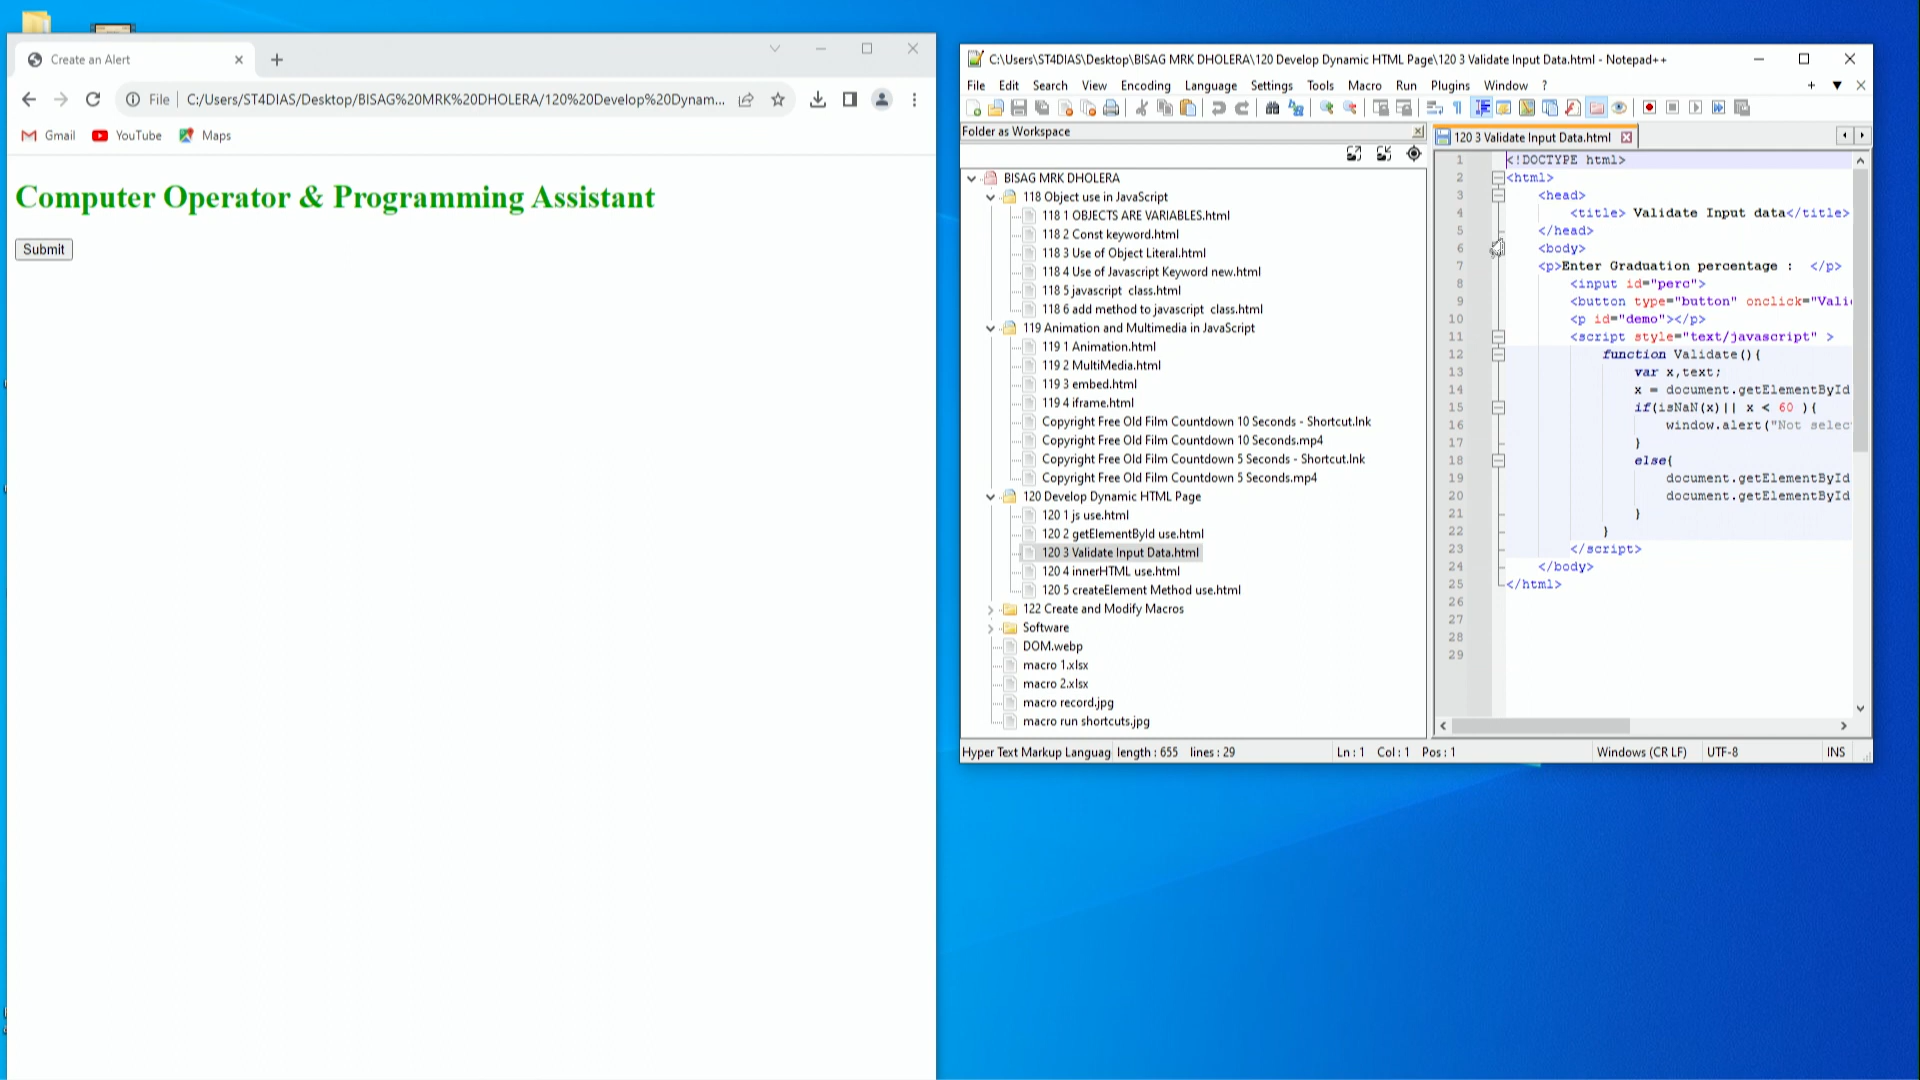 Create an Alert
File
C:/Users/ST4DIAS/Desktop/BISAG%20MRK%20DHOLERA/120%20Develop%20Dynam...
Gmail
YouTube
Maps
Computer Operator & Programming Assistant
Submit
C:\Users\ST4DIAS\Desktop\BISAG MRK DHOLERA\120 Develop Dynamic HTML Page\120 3 Validate Input Data.html - Notepad++
File Edit Search View Encoding Language Settings Tools Macro Run Plugins Window ?
Folder as Workspace
BISAG MRK DHOLERA
118 Object use in JavaScript
118 1 OBJECTS ARE VARIABLES.html
118 2 Const keyword.html
118 3 Use of Object Literal.html
118 4 Use of Javascript Keyword new.html
118 5 javascript class.html
118 6 add method to javascript class.html
119 Animation and Multimedia in JavaScript
119 1 Animation.html
119 2 MultiMedia.html
119 3 embed.html
119 4 iframe.html
Copyright Free Old Film Countdown 10 Seconds - Shortcut.lnk
Copyright Free Old Film Countdown 10 Seconds.mp4
Copyright Free Old Film Countdown 5 Seconds - Shortcut.lnk
Copyright Free Old Film Countdown 5 Seconds.mp4
120 Develop Dynamic HTML Page
120 1 js use.html
120 2 getElementById use.html
120 3 Validate Input Data.html
120 4 innerHTML use.html
120 5 createElement Method use.html
122 Create and Modify Macros
Software
DOM.webp
macro 1.xlsx
macro 2.xlsx
macro record.jpg
macro run shortcuts.jpg
120 3 Validate Input Data.html
1 <!DOCTYPE html>
2 <html>
3 <head>
4 <title> Validate Input data</title>
5 </head>
6 <body>
7 <p>Enter Graduation percentage :  </p>
8 <input id="perc">
9 <button type="button" onclick="Vali
10 <p id="demo"></p>
11 <script style="text/javascript" >
12 function Validate(){
13 var x,text;
14 x = document.getElementById
15 if(isNaN(x)|| x < 60 ){
16 window.alert("Not selec
17 }
18 else{
19 document.getElementById
20 document.getElementById
21 }
22 }
23 </script>
24 </body>
25 </html>
26
27
28
29
Hyper Text Markup Languag length : 655 lines : 29 Ln : 1 Col : 1 Pos : 1 Windows (CR LF) UTF-8 INS